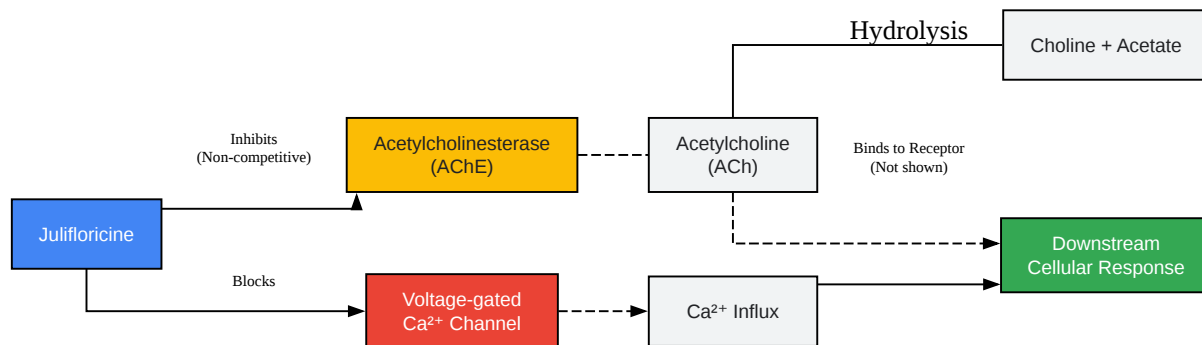 Hydrolysis
Choline + Acetate
Inhibits
(Non-competitive)
Acetylcholinesterase
(AChE)
Acetylcholine
(ACh)
Binds to Receptor
(Not shown)
Julifloricine
Downstream
Cellular Response
Blocks
Voltage-gated
Ca²⁺ Channel
Ca²⁺ Influx